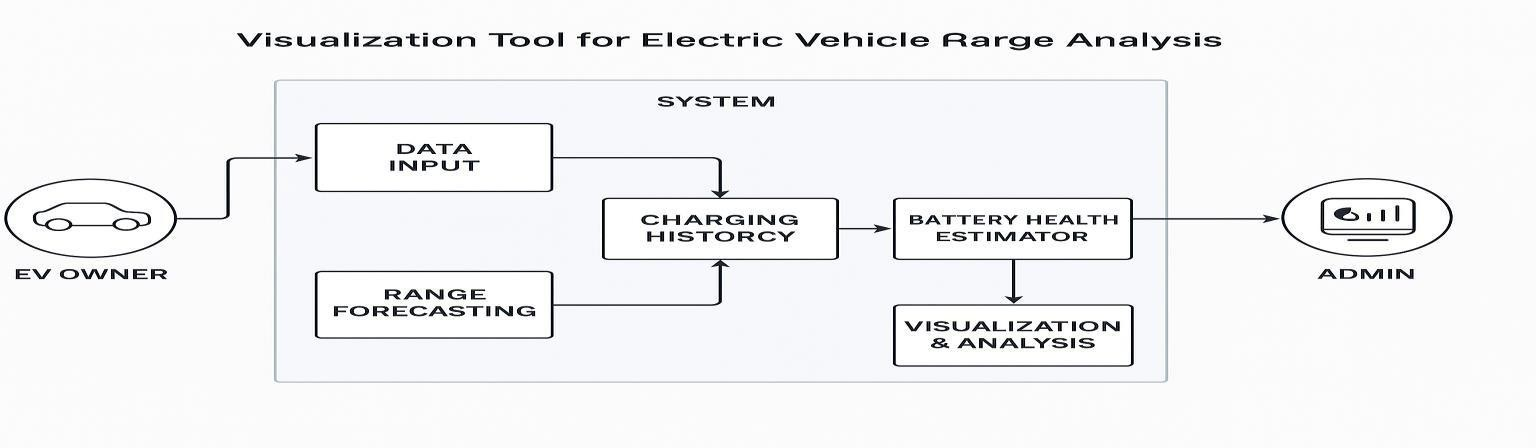 Visualization Tool for Electric Vehicle Rarge Analysis
SYSTEM
DATA
INPUT
CHARGING
HISTORCY
BATTERY HEALTH
ESTIMATOR
EV OWNER
ADMIN
RANGE
FORECASTING
VISUALIZATION
& ANALYSIS